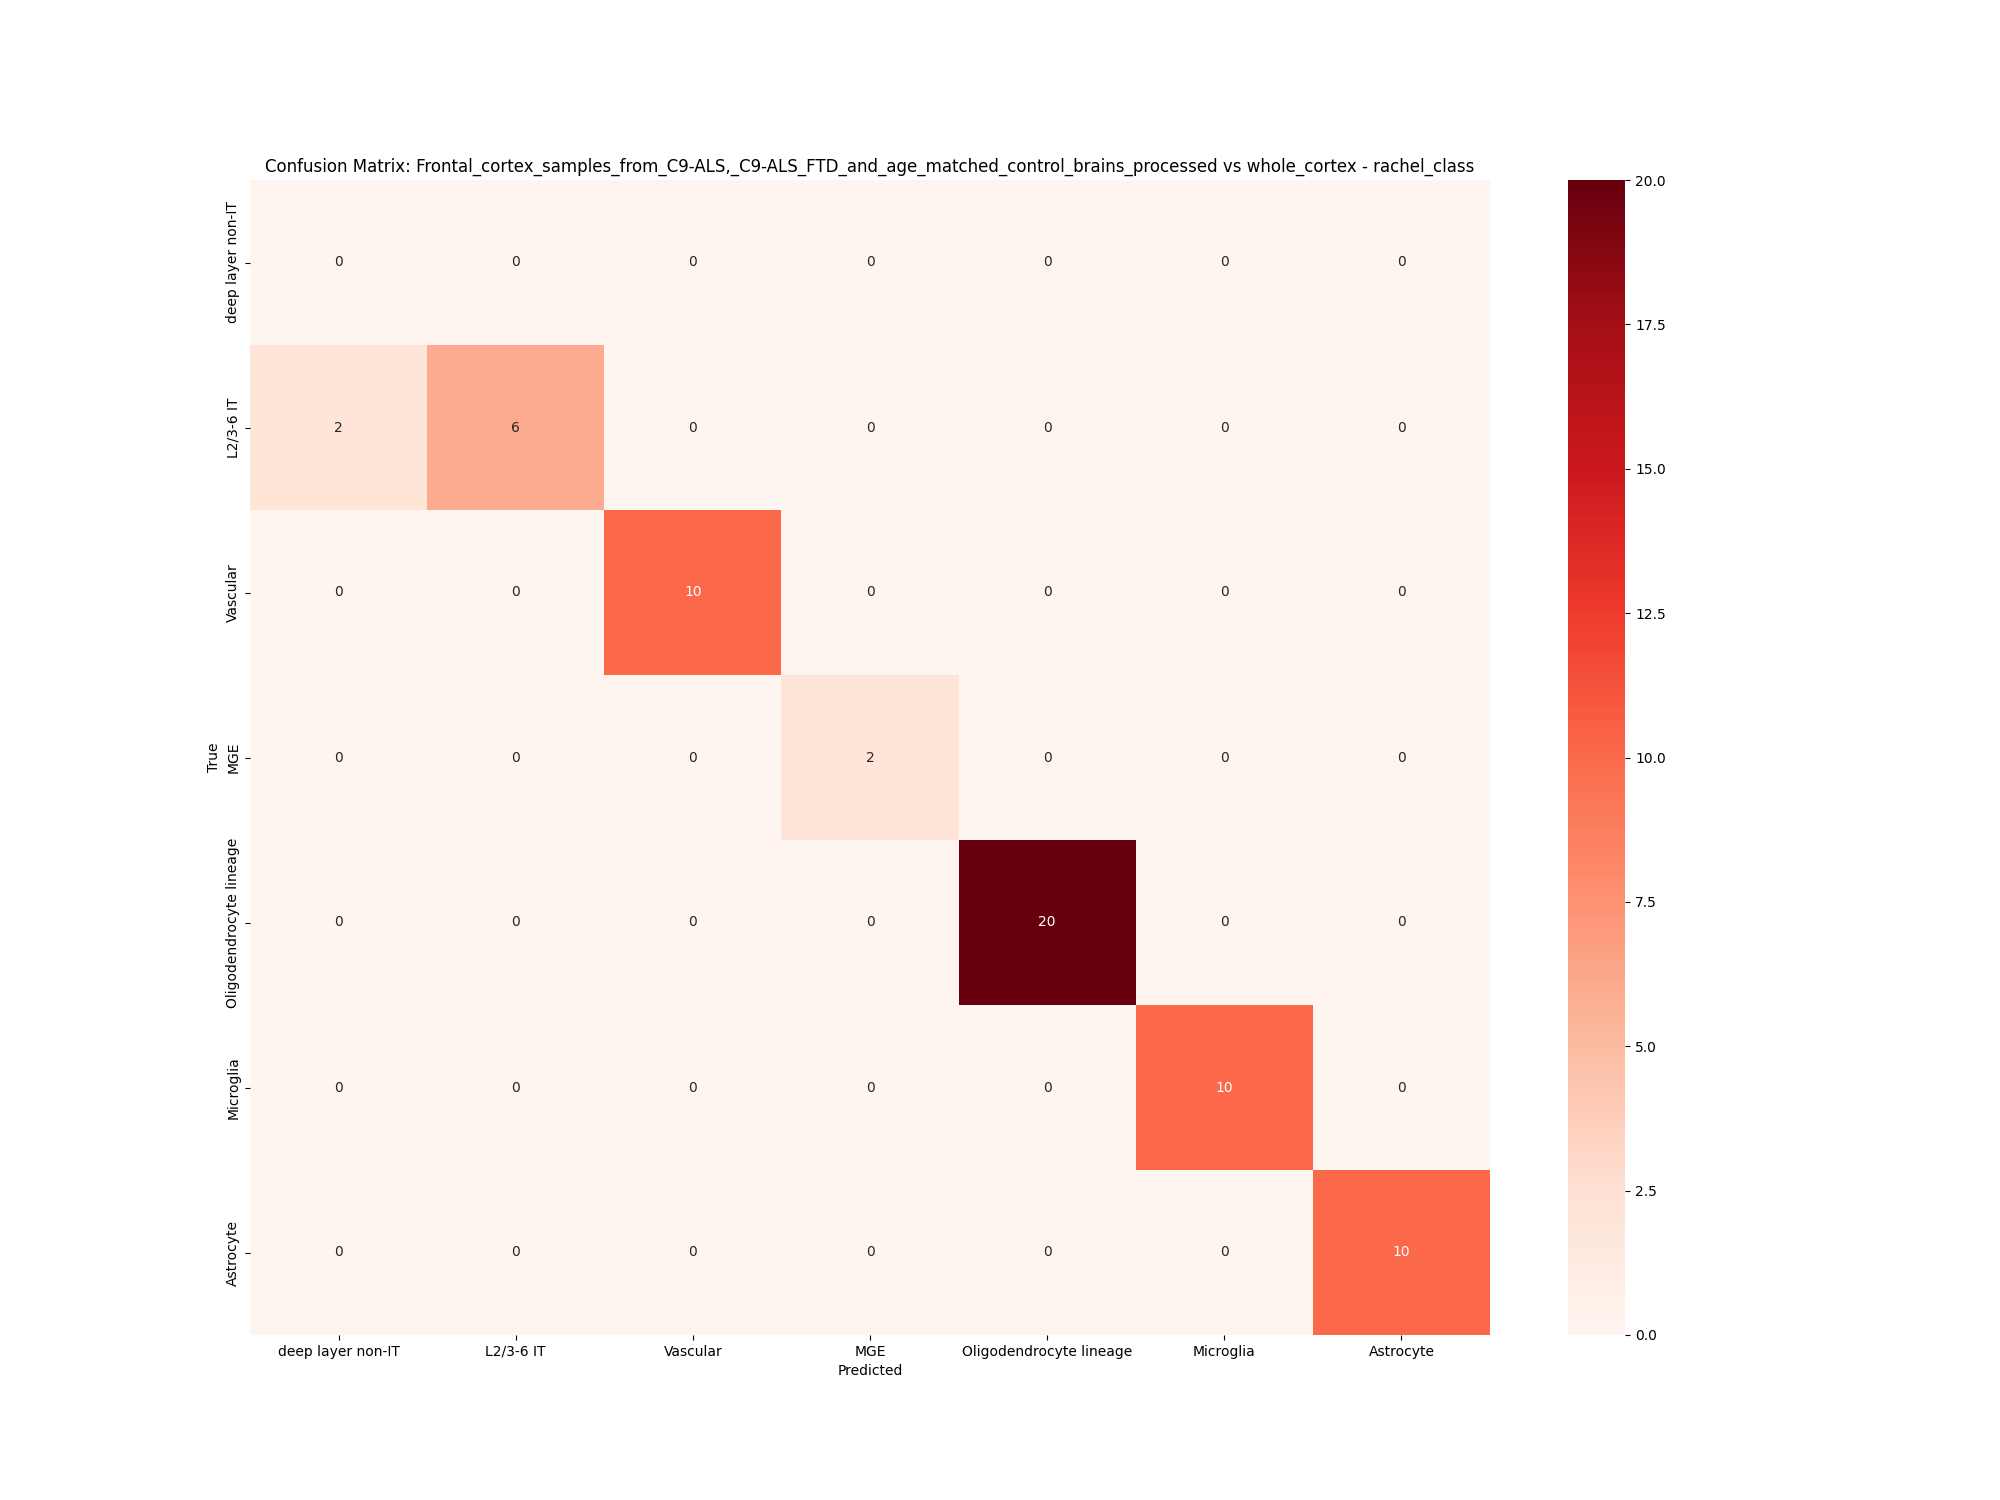 Confusion Matrix: Frontal_cortex_samples_from_C9-ALS,_C9-ALS_FTD_and_age_matched_control_brains_processed vs whole_cortex - rachel_class
True
deep layer non-IT
0 0 0 0 0 0 0
L2/3-6 IT
2 6 0 0 0 0 0
Vascular
0 0 10 0 0 0 0
MGE
0 0 0 2 0 0 0
Oligodendrocyte lineage
0 0 0 0 20 0 0
Microglia
0 0 0 0 0 10 0
Astrocyte
0 0 0 0 0 0 10
deep layer non-IT L2/3-6 IT Vascular MGE Oligodendrocyte lineage Microglia Astrocyte
Predicted
20.0
17.5
15.0
12.5
10.0
7.5
5.0
2.5
0.0